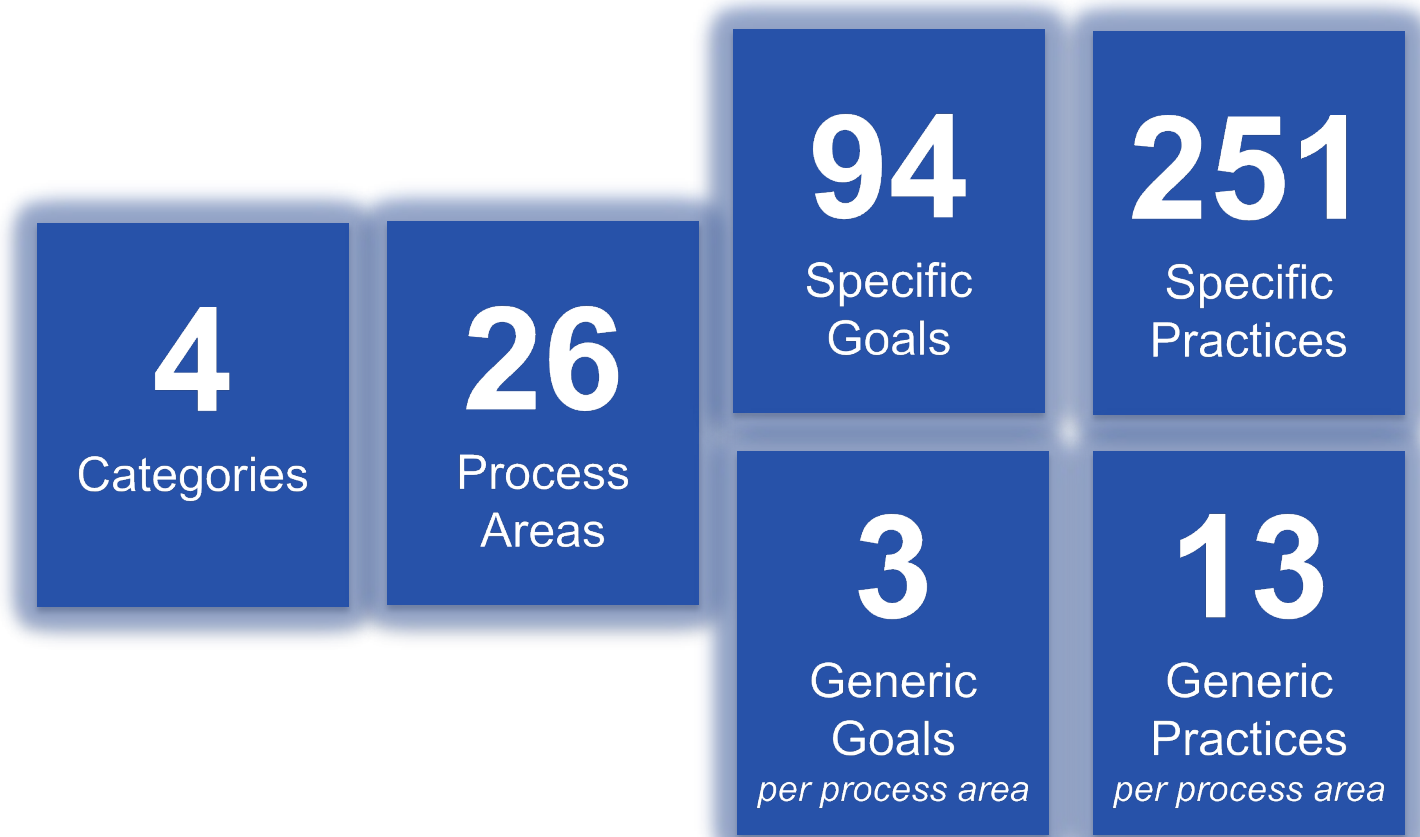 4
Categories
26
Process
Areas
94
Specific
Goals
251
Specific
Practices
3
Generic
Goals
per process area
13
Generic
Practices
per process area